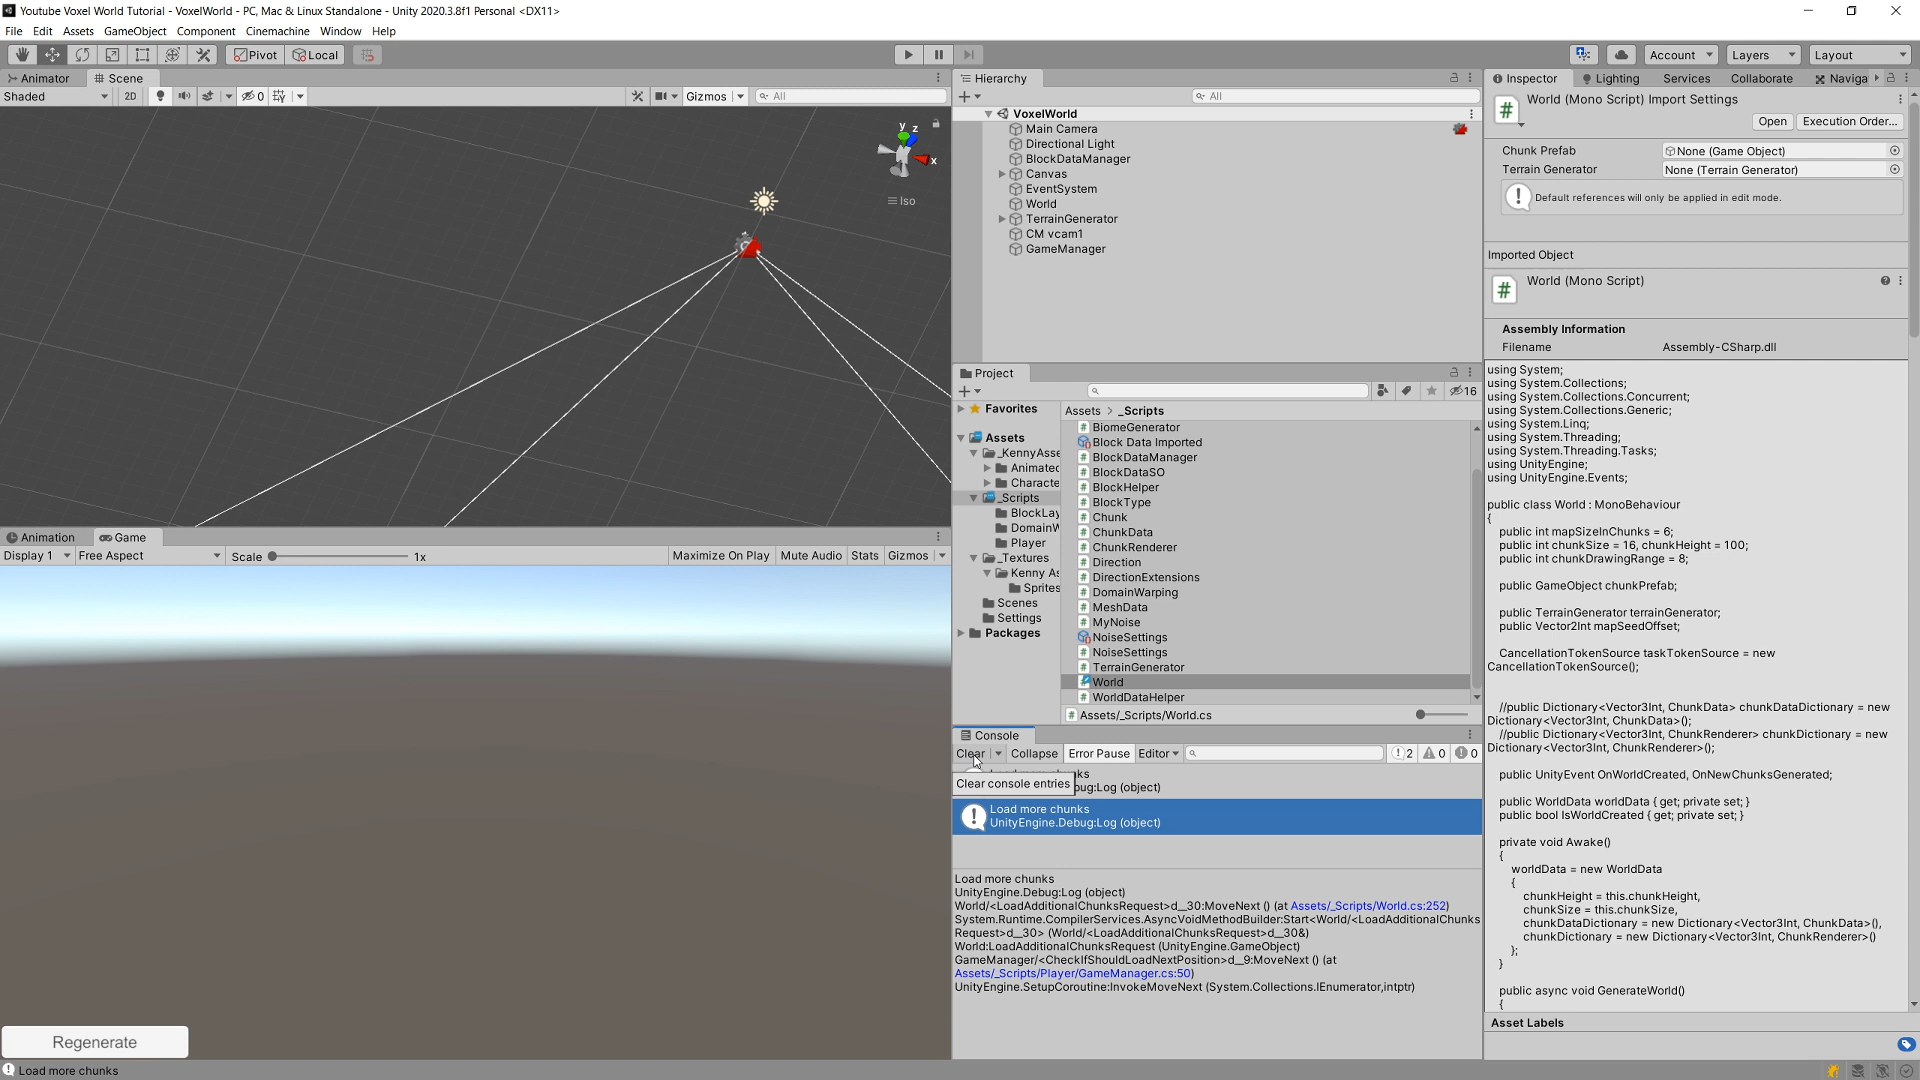 Youtube Voxel World Tutorial - VoxelWorld - PC, Mac & Linux Standalone - Unity 2020.3.8f1 Personal <DX11>
File Edit Assets GameObject Component Cinemachine Window Help
Pivot Local
Account Layers Layout
Animator Scene
Shaded 2D 0 Gizmos All
y z x
Iso
Animation Game
Display 1 Free Aspect Scale 1x Maximize On Play Mute Audio Stats Gizmos
Regenerate
Load more chunks
Hierarchy
All
VoxelWorld
Main Camera
Directional Light
BlockDataManager
Canvas
EventSystem
World
TerrainGenerator
CM vcam1
GameManager
Project
16
Favorites
Assets
_KennyAsse
Animated
Characte
_Scripts
BlockLay
DomainW
Player
_Textures
Kenny As
Sprites
Scenes
Settings
Packages
Assets > _Scripts
BiomeGenerator
Block Data Imported
BlockDataManager
BlockDataSO
BlockHelper
BlockType
Chunk
ChunkData
ChunkRenderer
Direction
DirectionExtensions
DomainWarping
MeshData
MyNoise
NoiseSettings
NoiseSettings
TerrainGenerator
World
WorldDataHelper
Assets/_Scripts/World.cs
Console
Clear Collapse Error Pause Editor 2 0 0
Clear console entries
ks
bug:Log (object)
Load more chunks
UnityEngine.Debug:Log (object)
Load more chunks
UnityEngine.Debug:Log (object)
World/<LoadAdditionalChunksRequest>d__30:MoveNext () (at Assets/_Scripts/World.cs:252)
System.Runtime.CompilerServices.AsyncVoidMethodBuilder:Start<World/<LoadAdditionalChunks
Request>d__30> (World/<LoadAdditionalChunksRequest>d__30&)
World:LoadAdditionalChunksRequest (UnityEngine.GameObject)
GameManager/<CheckIfShouldLoadNextPosition>d__9:MoveNext () (at
Assets/_Scripts/Player/GameManager.cs:50)
UnityEngine.SetupCoroutine:InvokeMoveNext (System.Collections.IEnumerator,intptr)
Inspector Lighting Services Collaborate Naviga
World (Mono Script) Import Settings
Open Execution Order...
Chunk Prefab None (Game Object)
Terrain Generator None (Terrain Generator)
Default references will only be applied in edit mode.
Imported Object
World (Mono Script)
Assembly Information
Filename Assembly-CSharp.dll
using System;
using System.Collections;
using System.Collections.Concurrent;
using System.Collections.Generic;
using System.Linq;
using System.Threading;
using System.Threading.Tasks;
using UnityEngine;
using UnityEngine.Events;
public class World : MonoBehaviour
{
public int mapSizeInChunks = 6;
public int chunkSize = 16, chunkHeight = 100;
public int chunkDrawingRange = 8;
public GameObject chunkPrefab;
public TerrainGenerator terrainGenerator;
public Vector2Int mapSeedOffset;
CancellationTokenSource taskTokenSource = new
CancellationTokenSource();
//public Dictionary<Vector3Int, ChunkData> chunkDataDictionary = new
Dictionary<Vector3Int, ChunkData>();
//public Dictionary<Vector3Int, ChunkRenderer> chunkDictionary = new
Dictionary<Vector3Int, ChunkRenderer>();
public UnityEvent OnWorldCreated, OnNewChunksGenerated;
public WorldData worldData { get; private set; }
public bool IsWorldCreated { get; private set; }
private void Awake()
{
worldData = new WorldData
{
chunkHeight = this.chunkHeight,
chunkSize = this.chunkSize,
chunkDataDictionary = new Dictionary<Vector3Int, ChunkData>(),
chunkDictionary = new Dictionary<Vector3Int, ChunkRenderer>()
};
}
public async void GenerateWorld()
{
Asset Labels